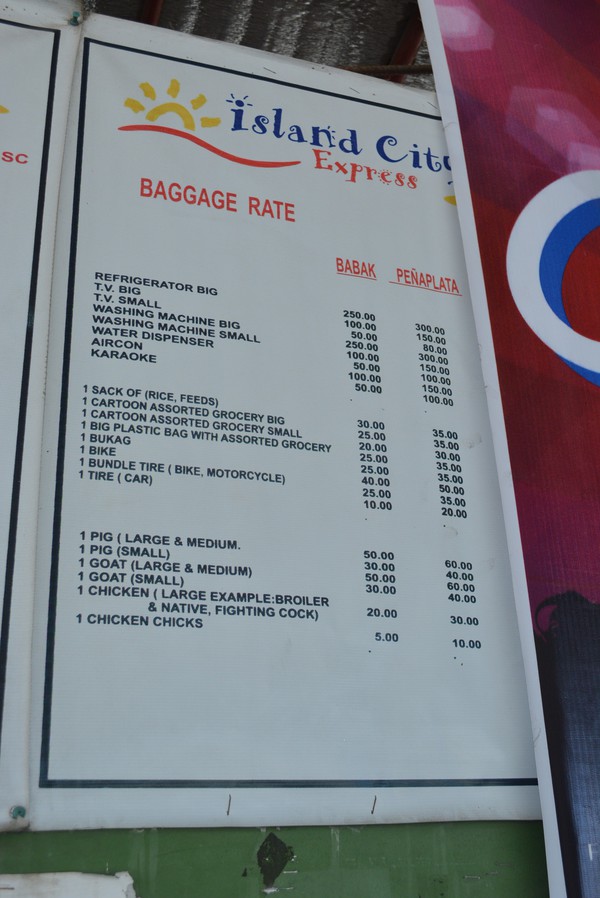 SC
Island City
Express
BAGGAGE RATE
BABAK PEÑAPLATA
REFRIGERATOR BIG 250.00 300.00
T.V. BIG 100.00 150.00
T.V. SMALL 50.00 80.00
WASHING MACHINE BIG 250.00 300.00
WASHING MACHINE SMALL 100.00 150.00
WATER DISPENSER 50.00 100.00
AIRCON 100.00 150.00
KARAOKE 50.00 100.00
1 SACK OF (RICE, FEEDS) 30.00 35.00
1 CARTOON ASSORTED GROCERY BIG 25.00 35.00
1 CARTOON ASSORTED GROCERY SMALL 20.00 30.00
1 BIG PLASTIC BAG WITH ASSORTED GROCERY 25.00 35.00
1 BUKAG 25.00 35.00
1 BIKE 40.00 50.00
1 BUNDLE TIRE ( BIKE, MOTORCYCLE) 25.00 35.00
1 TIRE ( CAR) 10.00 20.00
1 PIG ( LARGE & MEDIUM. 50.00 60.00
1 PIG (SMALL) 30.00 40.00
1 GOAT (LARGE & MEDIUM) 50.00 60.00
1 GOAT (SMALL) 30.00 40.00
1 CHICKEN ( LARGE EXAMPLE:BROILER
& NATIVE, FIGHTING COCK) 20.00 30.00
1 CHICKEN CHICKS 5.00 10.00